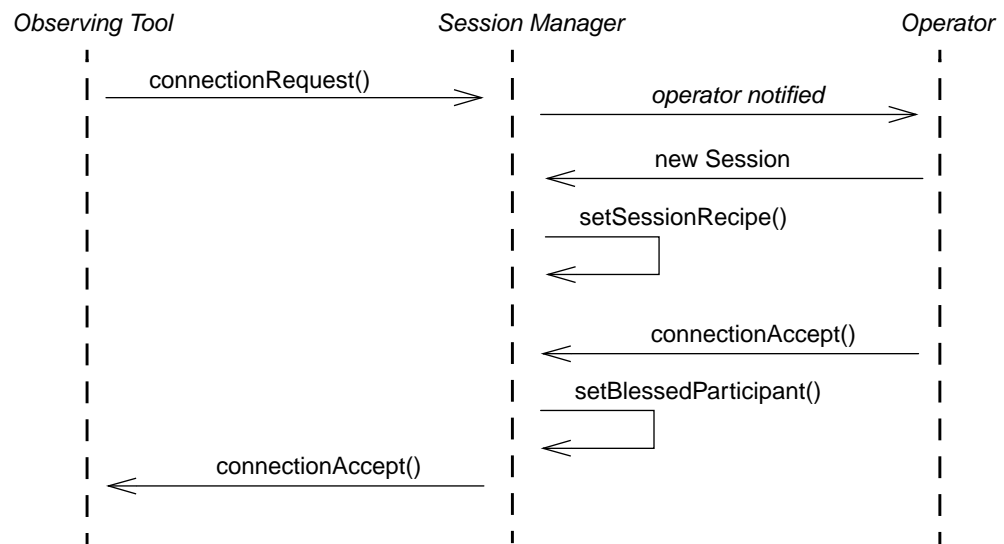 Observing Tool
Session Manager
Operator
connectionRequest()
operator notified
new Session
setSessionRecipe()
connectionAccept()
setBlessedParticipant()
connectionAccept()